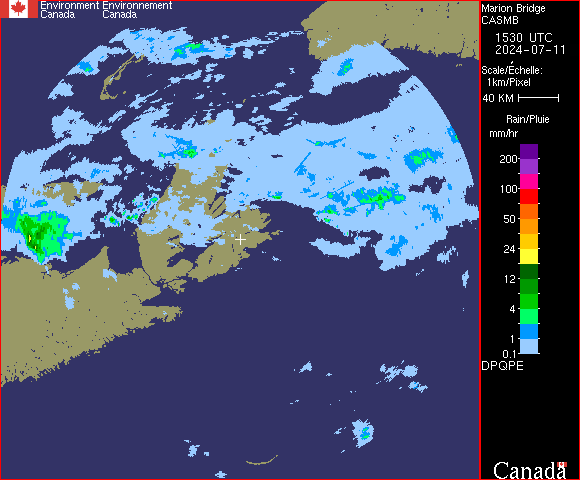 Environment Environnement
Canada Canada
Marion Bridge
CASMB
1530 UTC
2024-07-11
Scale/Échelle:
1km/Pixel
40 KM
Rain/Pluie
mm/hr
200
100
50
24
12
4
1
0.1
DPQPE
Canada